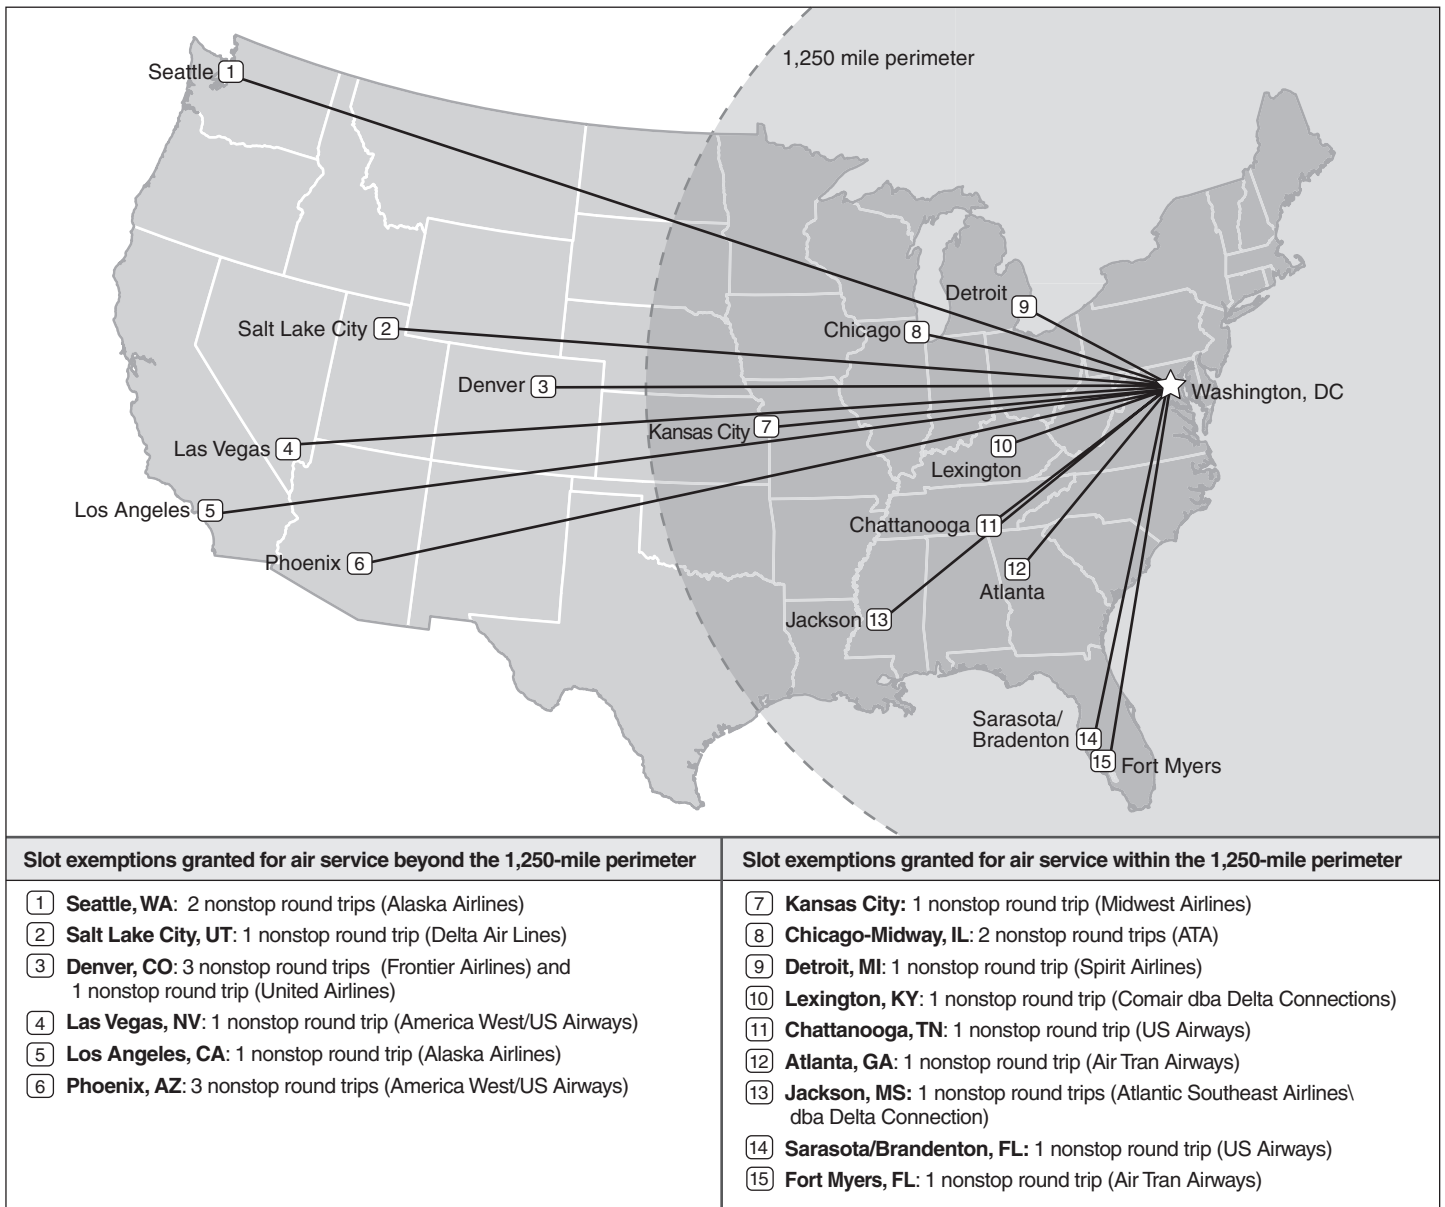 1,250 mile perimeter
Seattle 1
Detroit
9
Salt Lake City 2
Chicago 8
Denver 3
Washington, DC
Kansas City 7
Las Vegas 4
10
Lexington
Los Angeles 5
Chattanooga 11
Phoenix 6
12
Atlanta
Jackson 13
Sarasota/
Bradenton 14
15 Fort Myers
Slot exemptions granted for air service beyond the 1,250-mile perimeter
1 Seattle, WA: 2 nonstop round trips (Alaska Airlines)
2 Salt Lake City, UT: 1 nonstop round trip (Delta Air Lines)
3 Denver, CO: 3 nonstop round trips (Frontier Airlines) and
1 nonstop round trip (United Airlines)
4 Las Vegas, NV: 1 nonstop round trip (America West/US Airways)
5 Los Angeles, CA: 1 nonstop round trip (Alaska Airlines)
6 Phoenix, AZ: 3 nonstop round trips (America West/US Airways)
Slot exemptions granted for air service within the 1,250-mile perimeter
7 Kansas City: 1 nonstop round trip (Midwest Airlines)
8 Chicago-Midway, IL: 2 nonstop round trips (ATA)
9 Detroit, MI: 1 nonstop round trip (Spirit Airlines)
10 Lexington, KY: 1 nonstop round trip (Comair dba Delta Connections)
11 Chattanooga, TN: 1 nonstop round trip (US Airways)
12 Atlanta, GA: 1 nonstop round trip (Air Tran Airways)
13 Jackson, MS: 1 nonstop round trips (Atlantic Southeast Airlines\
dba Delta Connection)
14 Sarasota/Brandenton, FL: 1 nonstop round trip (US Airways)
15 Fort Myers, FL: 1 nonstop round trip (Air Tran Airways)